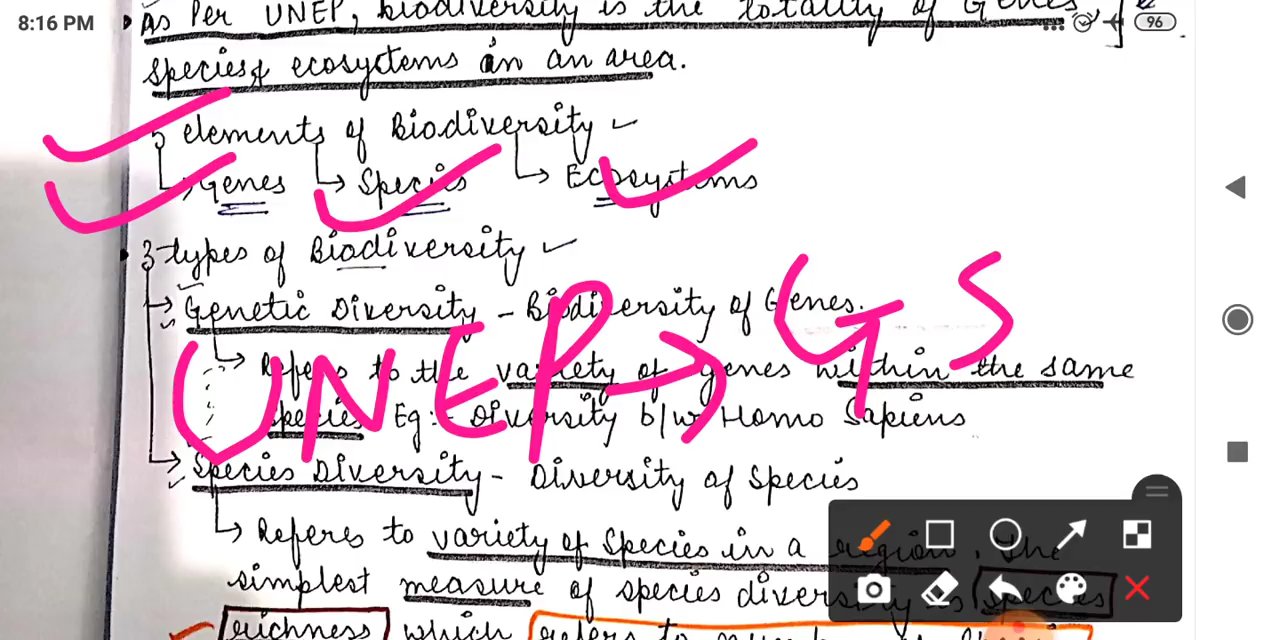 8:16 PM
96
As Per UNEP, biodiversity is the totality of Genes
Species & ecosystems in an area.
elements of Biodiversity
Genes Species Ecosystems
3 types of Biodiversity
Genetic Diversity - Biodiversity of Genes.
Refers to the variety of genes within the same
species Eg:- Diversity b/w Homo Sapiens
UNEP → G S
Species Diversity - Diversity of Species
Referes to variety of Species in a region. The
simplest measure of species diversity is species
richness which refers to number of